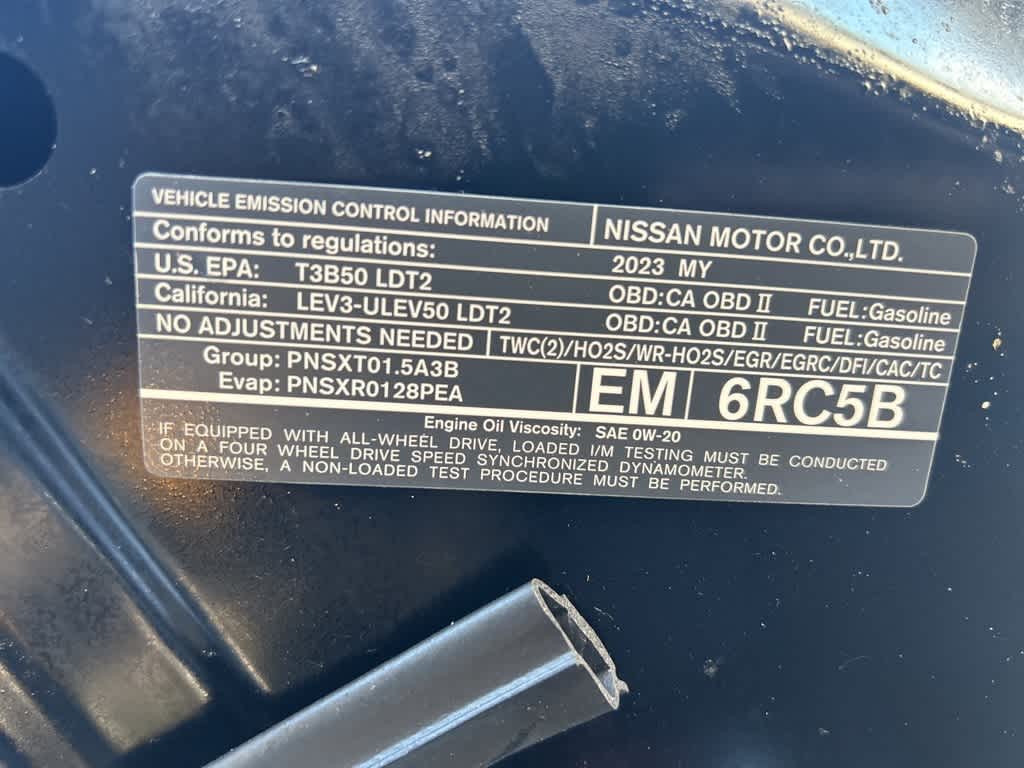 VEHICLE EMISSION CONTROL INFORMATION
NISSAN MOTOR CO.,LTD.
Conforms to regulations:
2023 MY
U.S. EPA: T3B50 LDT2 OBD:CA OBD II FUEL:Gasoline
California: LEV3-ULEV50 LDT2 OBD:CA OBD II FUEL:Gasoline
NO ADJUSTMENTS NEEDED
TWC(2)/HO2S/WR-HO2S/EGR/EGRC/DFI/CAC/TC
Group: PNSXT01.5A3B
Evap: PNSXR0128PEA
EM
6RC5B
Engine Oil Viscosity: SAE 0W-20
IF EQUIPPED WITH ALL-WHEEL DRIVE, LOADED I/M TESTING MUST BE CONDUCTED
ON A FOUR WHEEL DRIVE SPEED SYNCHRONIZED DYNAMOMETER.
OTHERWISE, A NON-LOADED TEST PROCEDURE MUST BE PERFORMED.